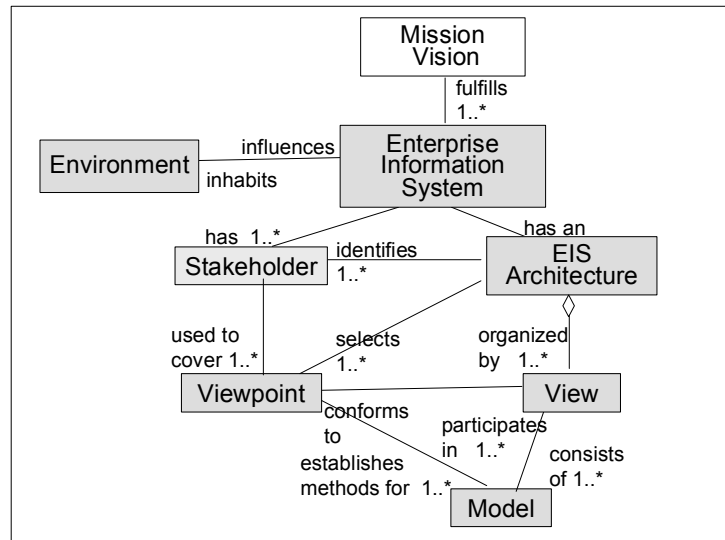 Mission
Vision
fulfills
1..*
Enterprise
Information
System
influences
Environment
inhabits
has 1..*
has an
Stakeholder
identifies
1..*
EIS
Architecture
used to
cover 1..*
selects
1..*
organized
by 1..*
Viewpoint
View
conforms
to
participates
in 1..*
establishes
methods for 1..*
consists
of 1..*
Model